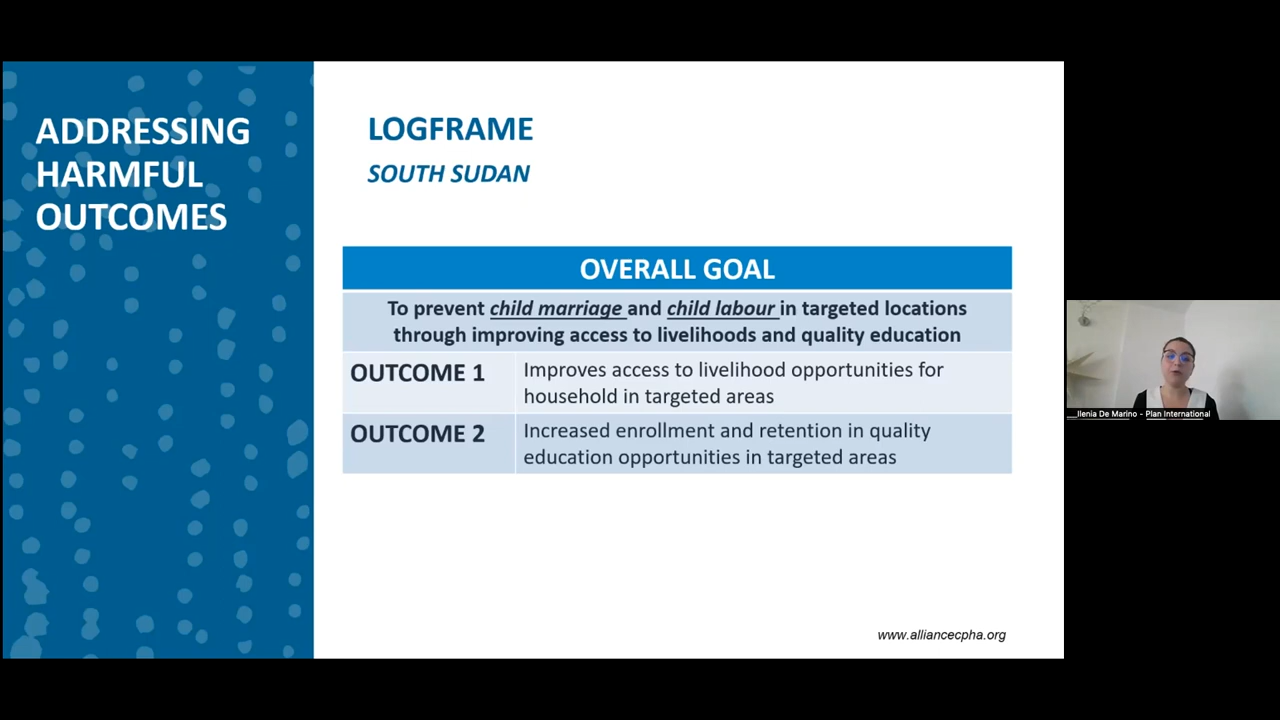 ADDRESSING
HARMFUL
OUTCOMES
LOGFRAME
SOUTH SUDAN
OVERALL GOAL
To prevent child marriage and child labour in targeted locations
through improving access to livelihoods and quality education
OUTCOME 1
Improves access to livelihood opportunities for
household in targeted areas
OUTCOME 2
Increased enrollment and retention in quality
education opportunities in targeted areas
www.alliancecpha.org
Ilenia De Marino - Plan International